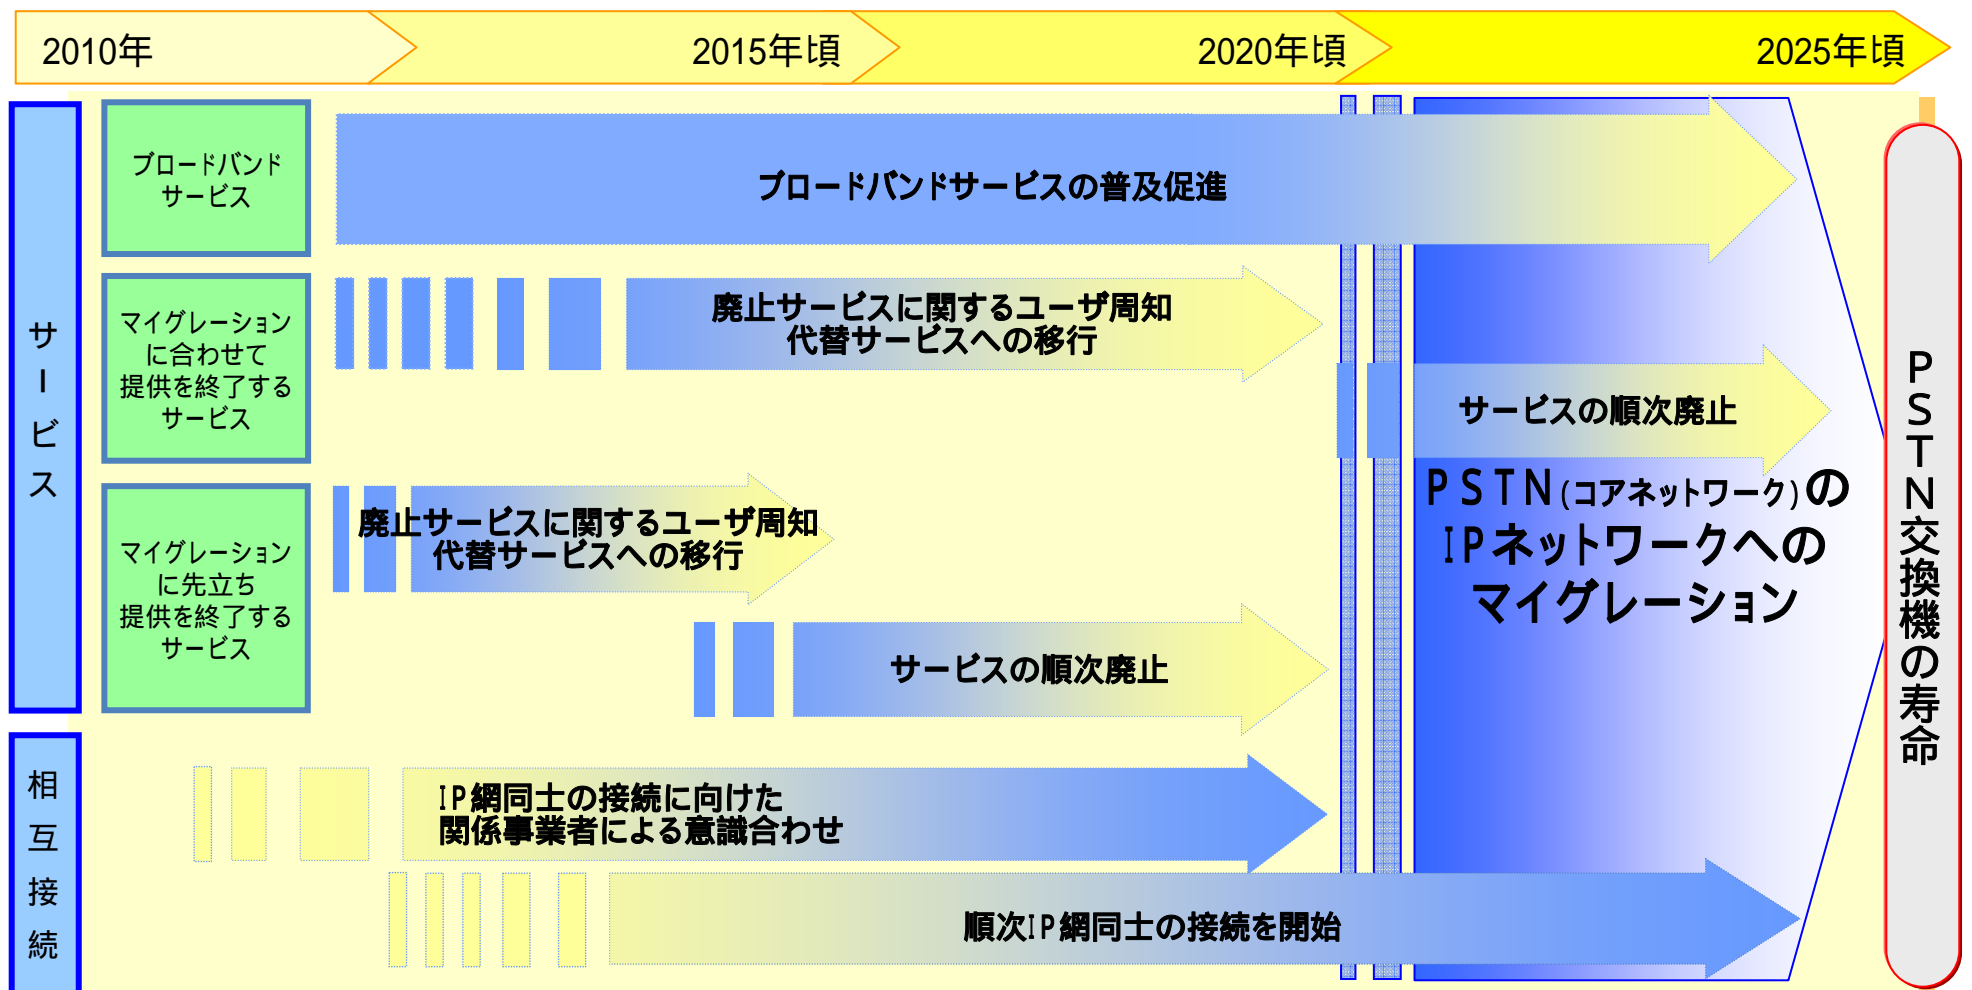 2010年
2015年頃
2020年頃
2025年頃
サービス
ブロードバンド
サービス
ブロードバンドサービスの普及促進
マイグレーション
に合わせて
提供を終了する
サービス
廃止サービスに関するユーザ周知
代替サービスへの移行
サービスの順次廃止
マイグレーション
に先立ち
提供を終了する
サービス
廃止サービスに関するユーザ周知
代替サービスへの移行
サービスの順次廃止
PSTN(コアネットワーク)の
IPネットワークへの
マイグレーション
PSTN交換機の寿命
相互接続
IP網同士の接続に向けた
関係事業者による意識合わせ
順次IP網同士の接続を開始